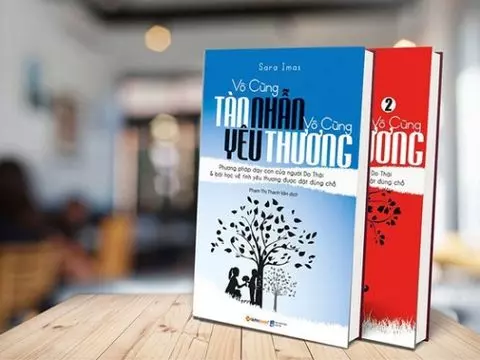 Sara Imas
Vô Cùng
TÀN NHẪN
Vô Cùng
YÊU THƯƠNG
Phương pháp dạy con của người Do Thái
& bài học về tình yêu thương được đặt đúng chỗ
Phạm Thị Thanh Vân dịch
2
Vô Cùng
ƯƠNG
Do Thái
đặt đúng chỗ